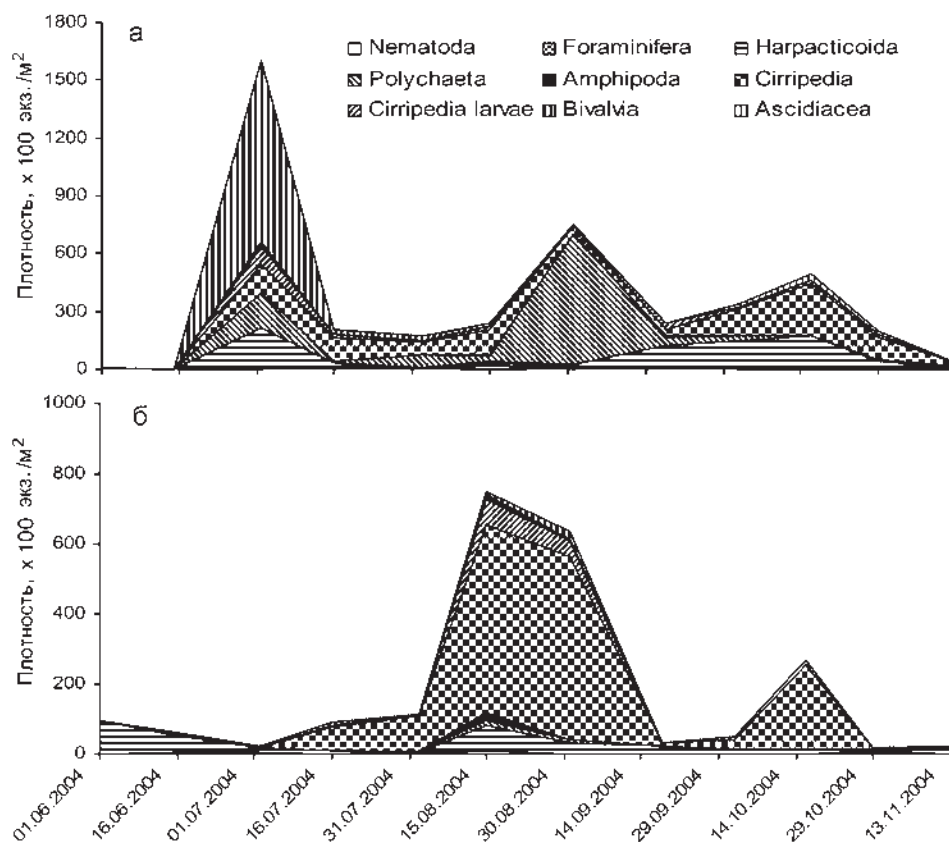 а
1800
1500
1200
900
600
300
0
Плотность, х 100 экз./м²
Nematoda Foraminifera Harpacticoida
Polychaeta Amphipoda Cirripedia
Cirripedia larvae Bivalvia Ascidiacea
б
1000
800
600
400
200
0
Плотность, х 100 экз./м²
01.06.2004 16.06.2004 01.07.2004 16.07.2004 31.07.2004 15.08.2004 30.08.2004 14.09.2004 29.09.2004 14.10.2004 29.10.2004 13.11.2004